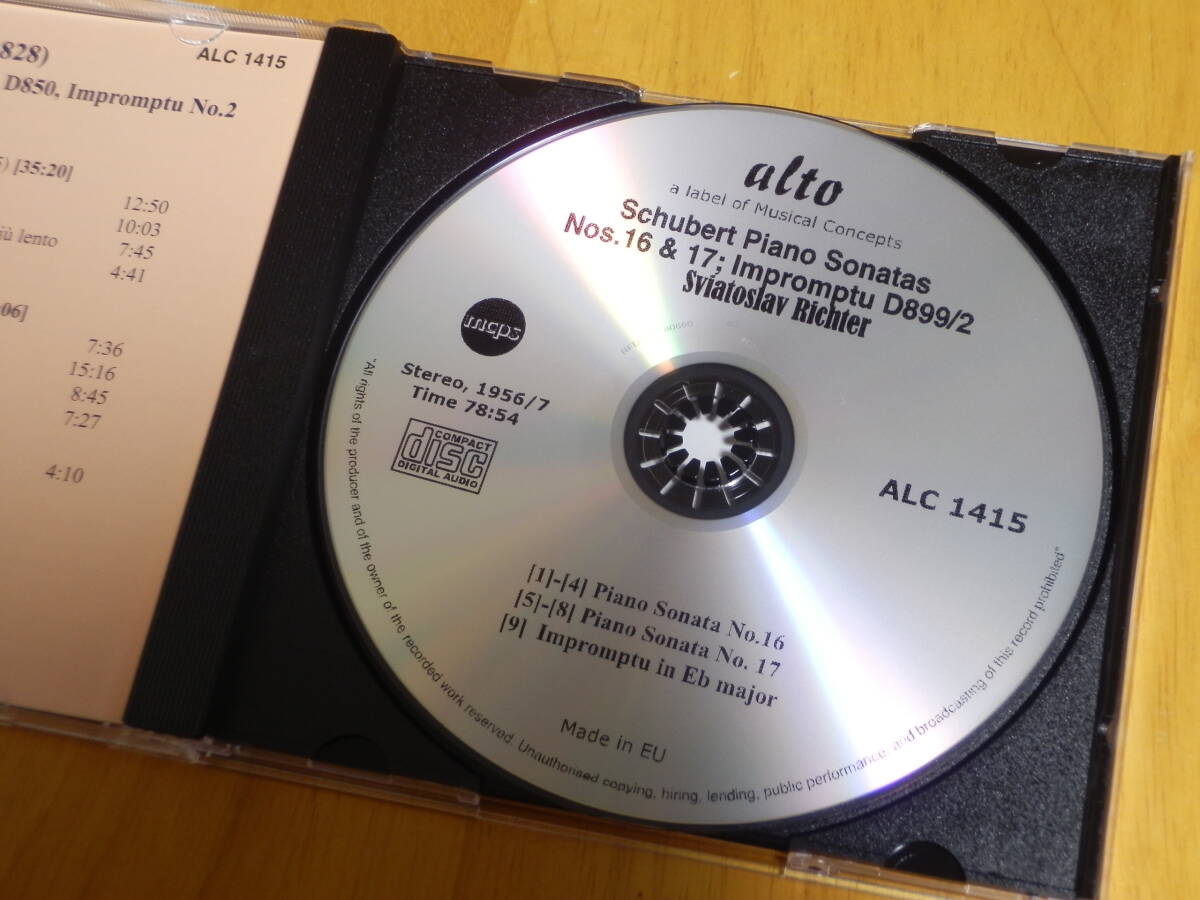 828)
ALC 1415
D850, Impromptu No.2
) [35:20]
12:50
10:03
iù lento 7:45
4:41
06]
7:36
15:16
8:45
7:27
4:10
alto
a label of Musical Concepts
Schubert Piano Sonatas
Nos.16 & 17; Impromptu D899/2
Sviatoslav Richter
mcps
Stereo, 1956/7
Time 78:54
COMPACT
disc
DIGITAL AUDIO
ALC 1415
[1]-[4] Piano Sonata No.16
[5]-[8] Piano Sonata No. 17
[9] Impromptu in Eb major
Made in EU
"All rights of the producer and of the owner of the recorded work reserved. Unauthorised copying, hiring, lending, public performance, and broadcasting of this record prohibited"